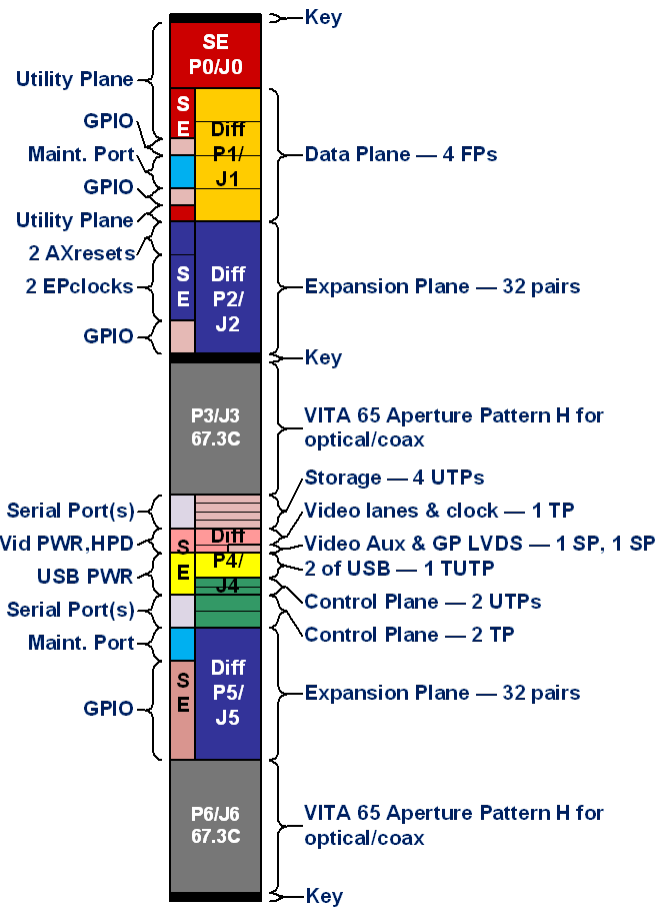 Key
SE
P0/J0
Utility Plane
S
E
GPIO
Diff
P1/
J1
Maint. Port
Data Plane — 4 FPs
GPIO
Utility Plane
2 AXresets
2 EPclocks
S
E
Diff
P2/
J2
Expansion Plane — 32 pairs
GPIO
Key
P3/J3
67.3C
VITA 65 Aperture Pattern H for
optical/coax
Storage — 4 UTPs
Serial Port(s)
Video lanes & clock — 1 TP
Vid PWR,HPD
S
E
Diff
P4/
J4
Video Aux & GP LVDS — 1 SP, 1 SP
USB PWR
2 of USB — 1 TUTP
Control Plane — 2 UTPs
Serial Port(s)
Control Plane — 2 TP
Maint. Port
S
E
Diff
P5/
J5
Expansion Plane — 32 pairs
GPIO
P6/J6
67.3C
VITA 65 Aperture Pattern H for
optical/coax
Key